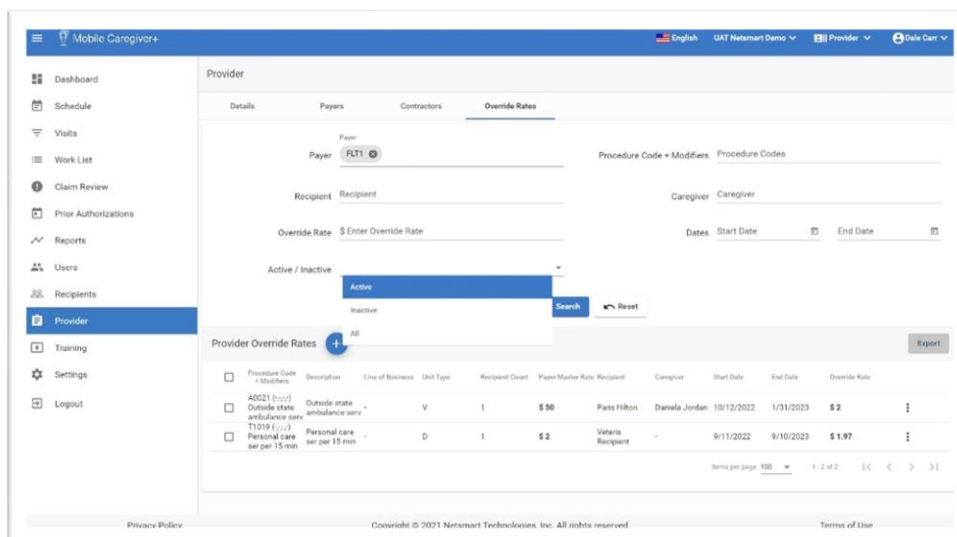 Mobile Caregiver+
English UAT Netsmart Demo Provider Dale Carr
Dashboard
Schedule
Visits
Work List
Claim Review
Prior Authorizations
Reports
Users
Recipients
Provider
Training
Settings
Logout
Provider
Details Payers Contractors Override Rates
Payer
Payer FLT1 Procedure Code + Modifiers Procedure Codes
Recipient Recipient Caregiver Caregiver
Override Rate $ Enter Override Rate Dates Start Date End Date
Active / Inactive
Active
Inactive
All
Search Reset
Provider Override Rates + Export
Procedure Code + Modifiers Description Line of Business Unit Type Recipient Count Payer Master Rate Recipient Caregiver Start Date End Date Override Rate
A0021 (-,-,-) Outside state ambulance serv Outside state ambulance serv - V 1 $ 50 Paris Hilton Daniela Jordan 10/12/2022 1/31/2023 $ 2
T1019 (-,-,-) Personal care ser per 15 min Personal care ser per 15 min - D 1 $ 2 Veteris Recipient - 9/11/2022 9/10/2023 $ 1.97
Items per page 100 1 - 2 of 2
Privacy Policy Copyright © 2021 Netsmart Technologies, Inc. All rights reserved. Terms of Use